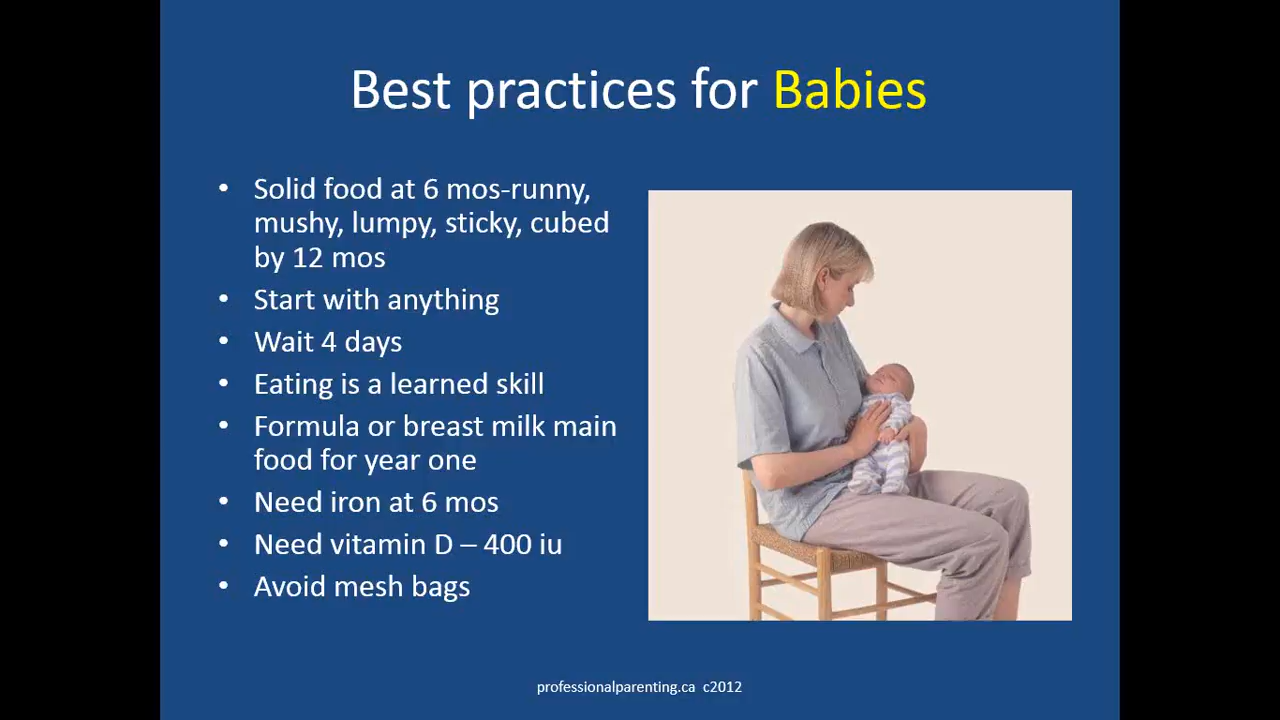 Best practices for Babies
• Solid food at 6 mos-runny,
mushy, lumpy, sticky, cubed
by 12 mos
• Start with anything
• Wait 4 days
• Eating is a learned skill
• Formula or breast milk main
food for year one
• Need iron at 6 mos
• Need vitamin D – 400 iu
• Avoid mesh bags
professionalparenting.ca c2012